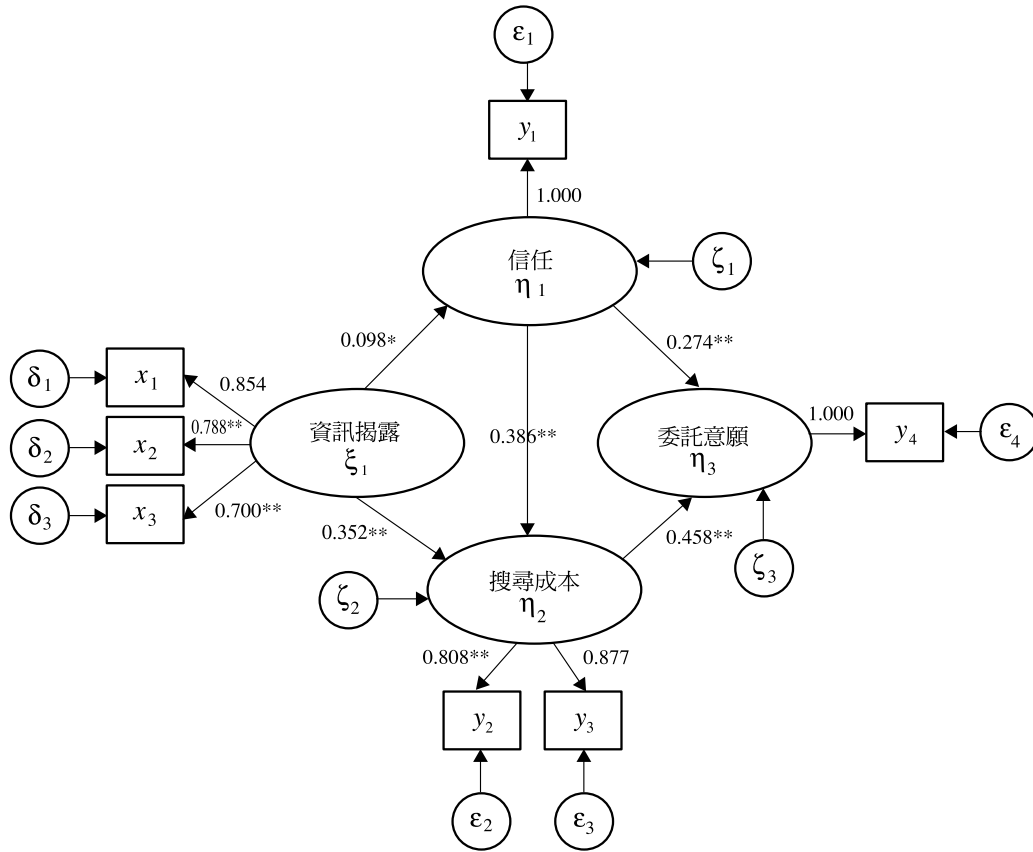 ε₁
y₁
1.000
信任
η₁
ζ₁
0.098*
0.274**
δ₁
x₁
0.854
δ₂
x₂
0.788**
δ₃
x₃
0.700**
資訊揭露
ξ₁
0.386**
委託意願
η₃
1.000
y₄
ε₄
0.352**
0.458**
ζ₃
ζ₂
搜尋成本
η₂
0.808**
0.877
y₂
y₃
ε₂
ε₃